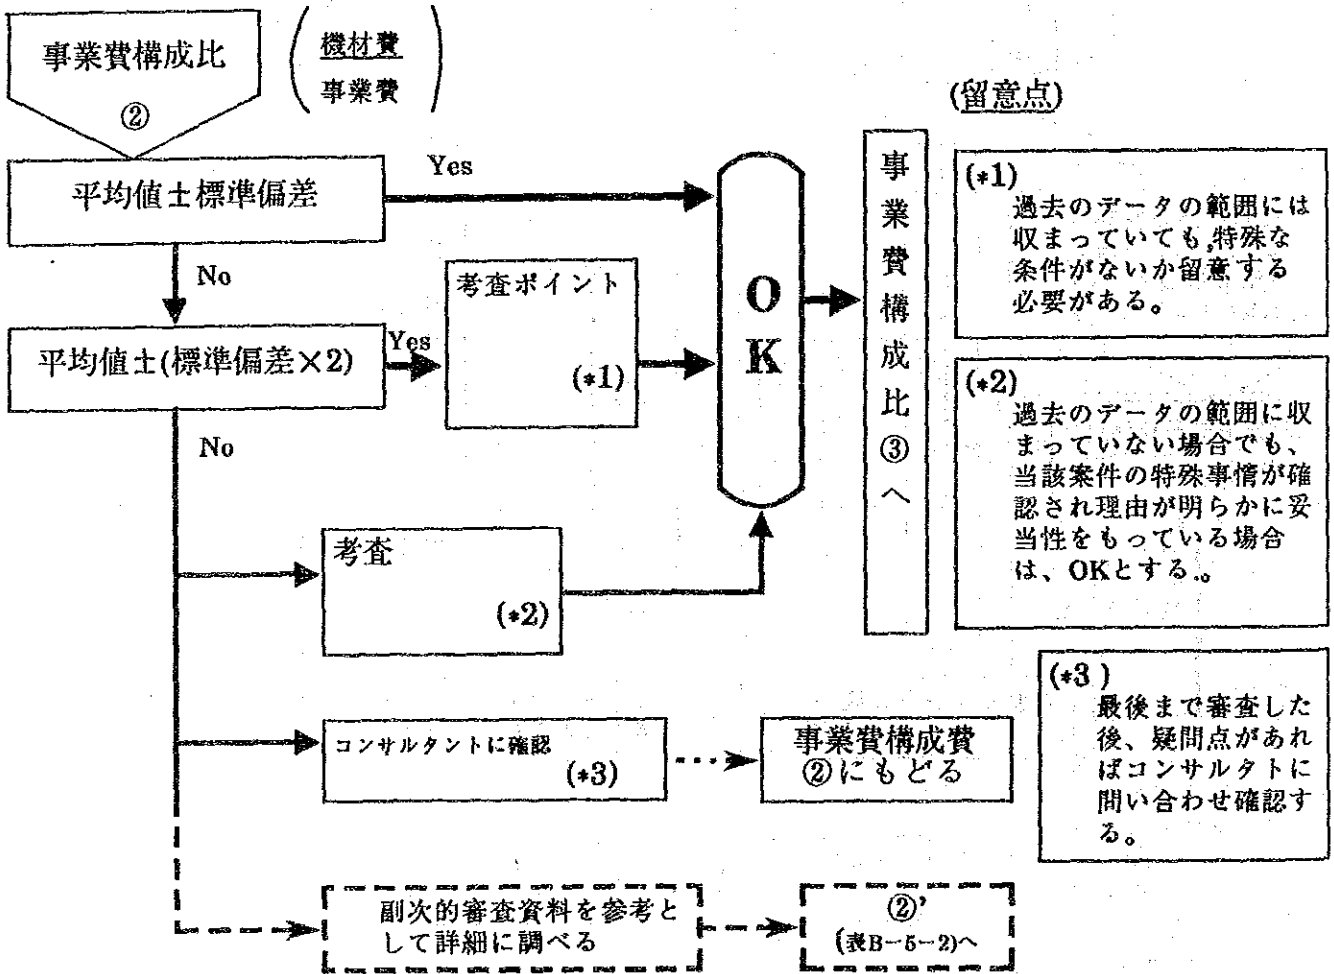 事業費構成比
②
機材費
事業費
(留意点)
平均値士標準偏差
Yes
No
平均値士(標準偏差×2)
Yes
考査ポイント
(*1)
No
考査
(*2)
コンサルタントに確認
(*3)
事業費構成費
②にもどる
副次的審査資料を参考と
して詳細に調べる
②'
(表B-5-2)へ
OK
事業費構成比③へ
(*1)
過去のデータの範囲には
収まっていても,特殊な
条件がないか留意する
必要がある。
(*2)
過去のデータの範囲に収
まっていない場合でも、
当該案件の特殊事情が確
認され理由が明らかに妥
当性をもっている場合
は、OKとする.。
(*3)
最後まで審査した
後、疑問点があれ
ばコンサルタトに
問い合わせ確認す
る。